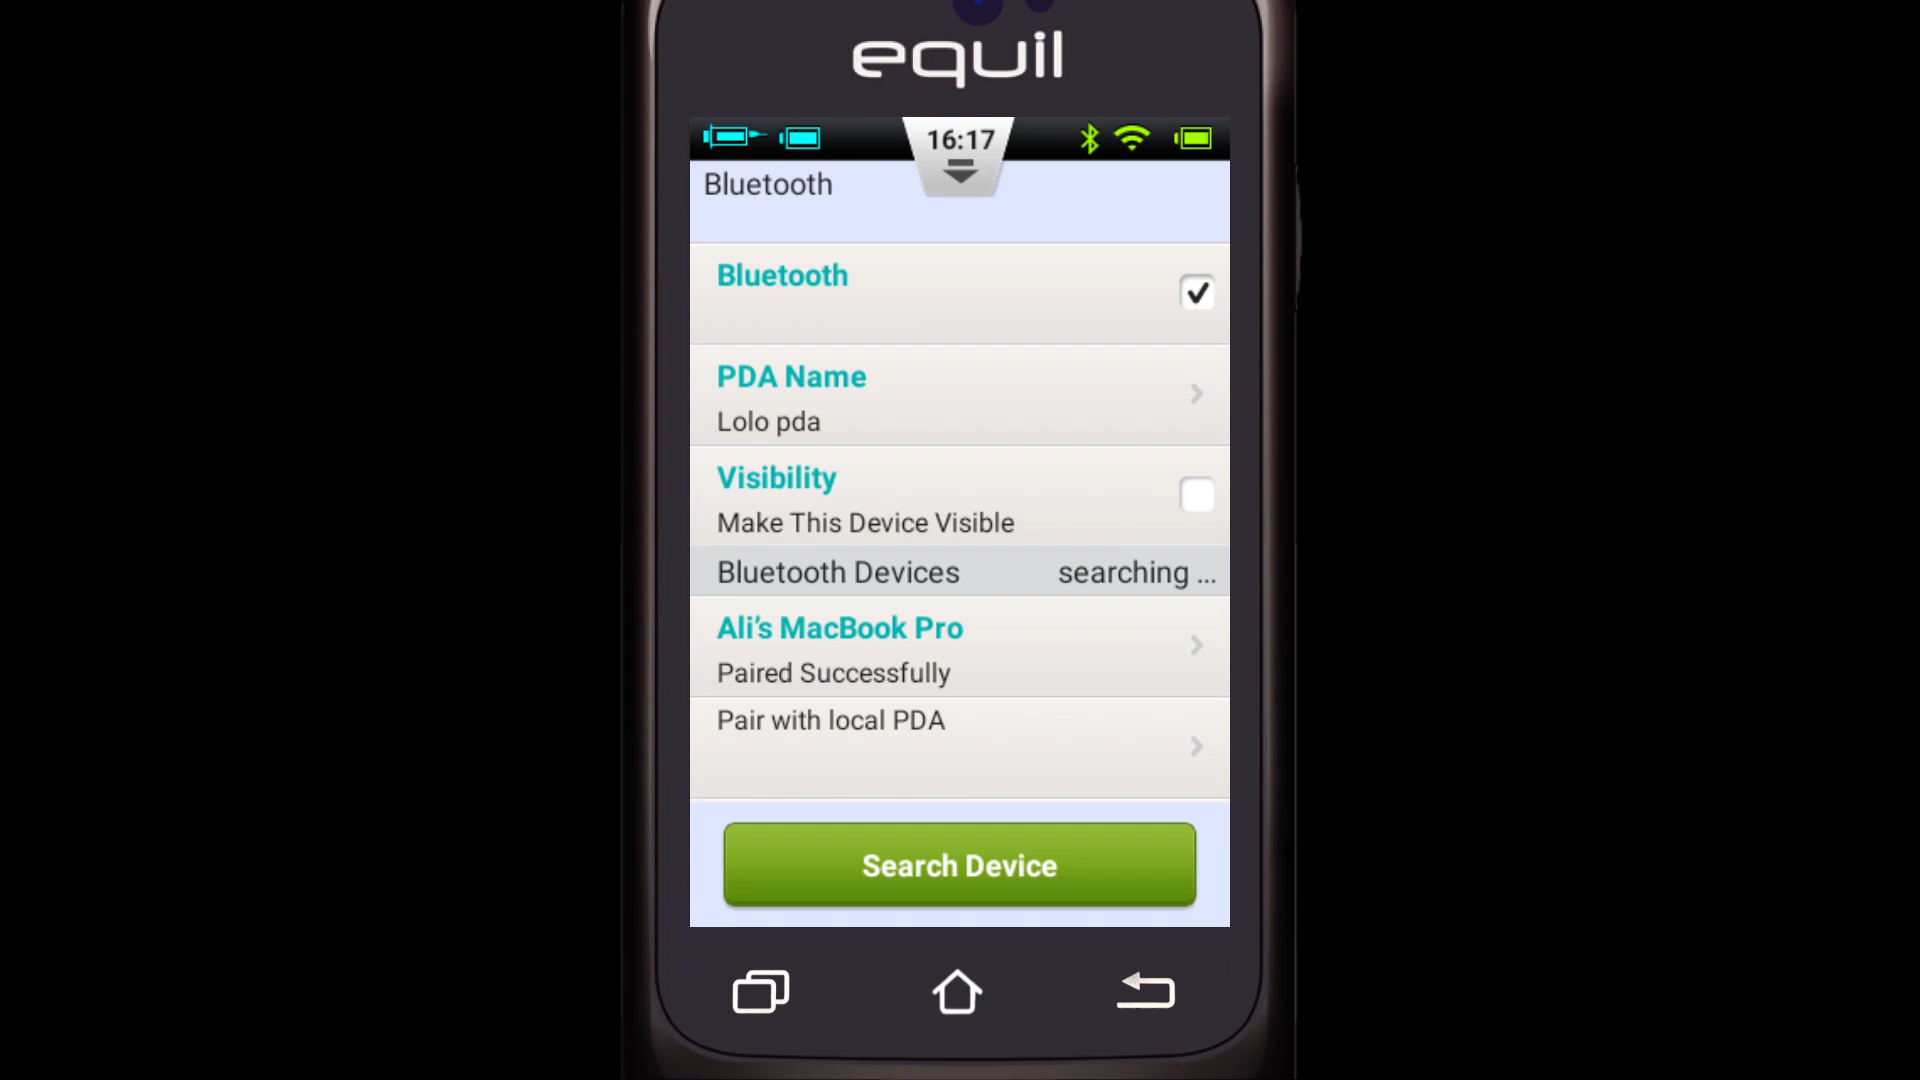 equil
16:17
Bluetooth
Bluetooth
PDA Name
Lolo pda
Visibility
Make This Device Visible
Bluetooth Devices searching ...
Ali's MacBook Pro
Paired Successfully
Pair with local PDA
Search Device